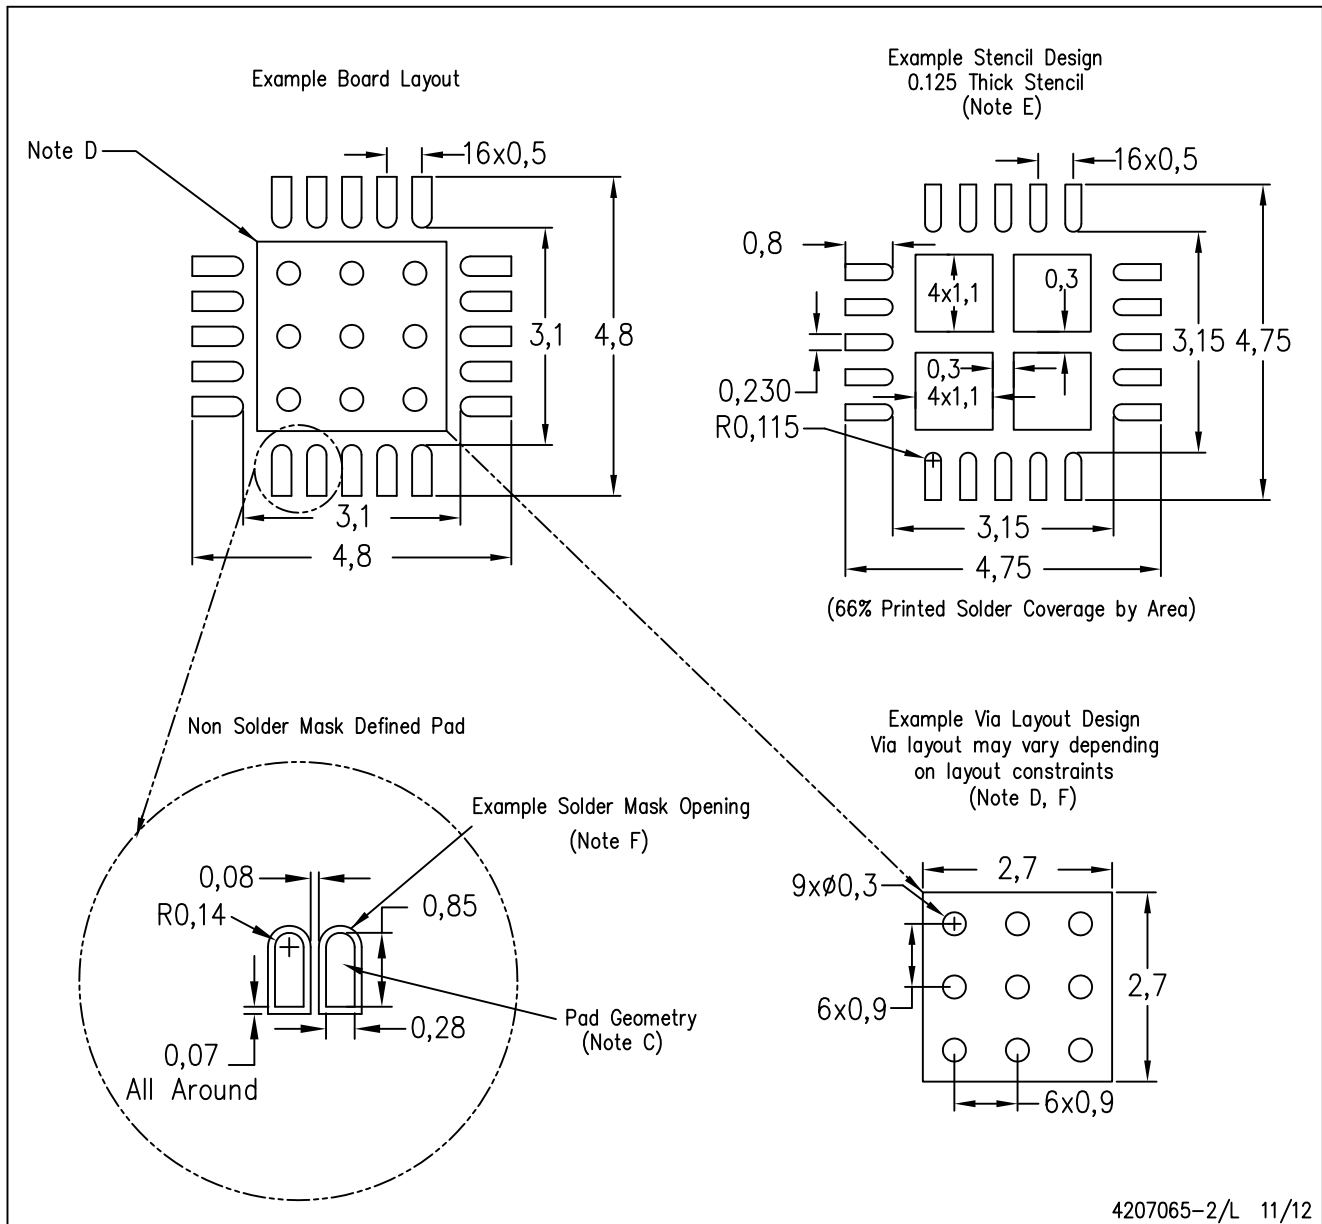 Example Board Layout
Note D
16x0,5
3,1
4,8
3,1
4,8
Example Stencil Design
0.125 Thick Stencil
(Note E)
16x0,5
0,8
4x1,1
0,3
3,15
4,75
0,3
4x1,1
0,230
R0,115
3,15
4,75
(66% Printed Solder Coverage by Area)
Non Solder Mask Defined Pad
Example Solder Mask Opening
(Note F)
0,08
R0,14
0,85
0,28
Pad Geometry
(Note C)
0,07
All Around
Example Via Layout Design
Via layout may vary depending
on layout constraints
(Note D, F)
2,7
9xø0,3
2,7
6x0,9
6x0,9
4207065-2/L 11/12